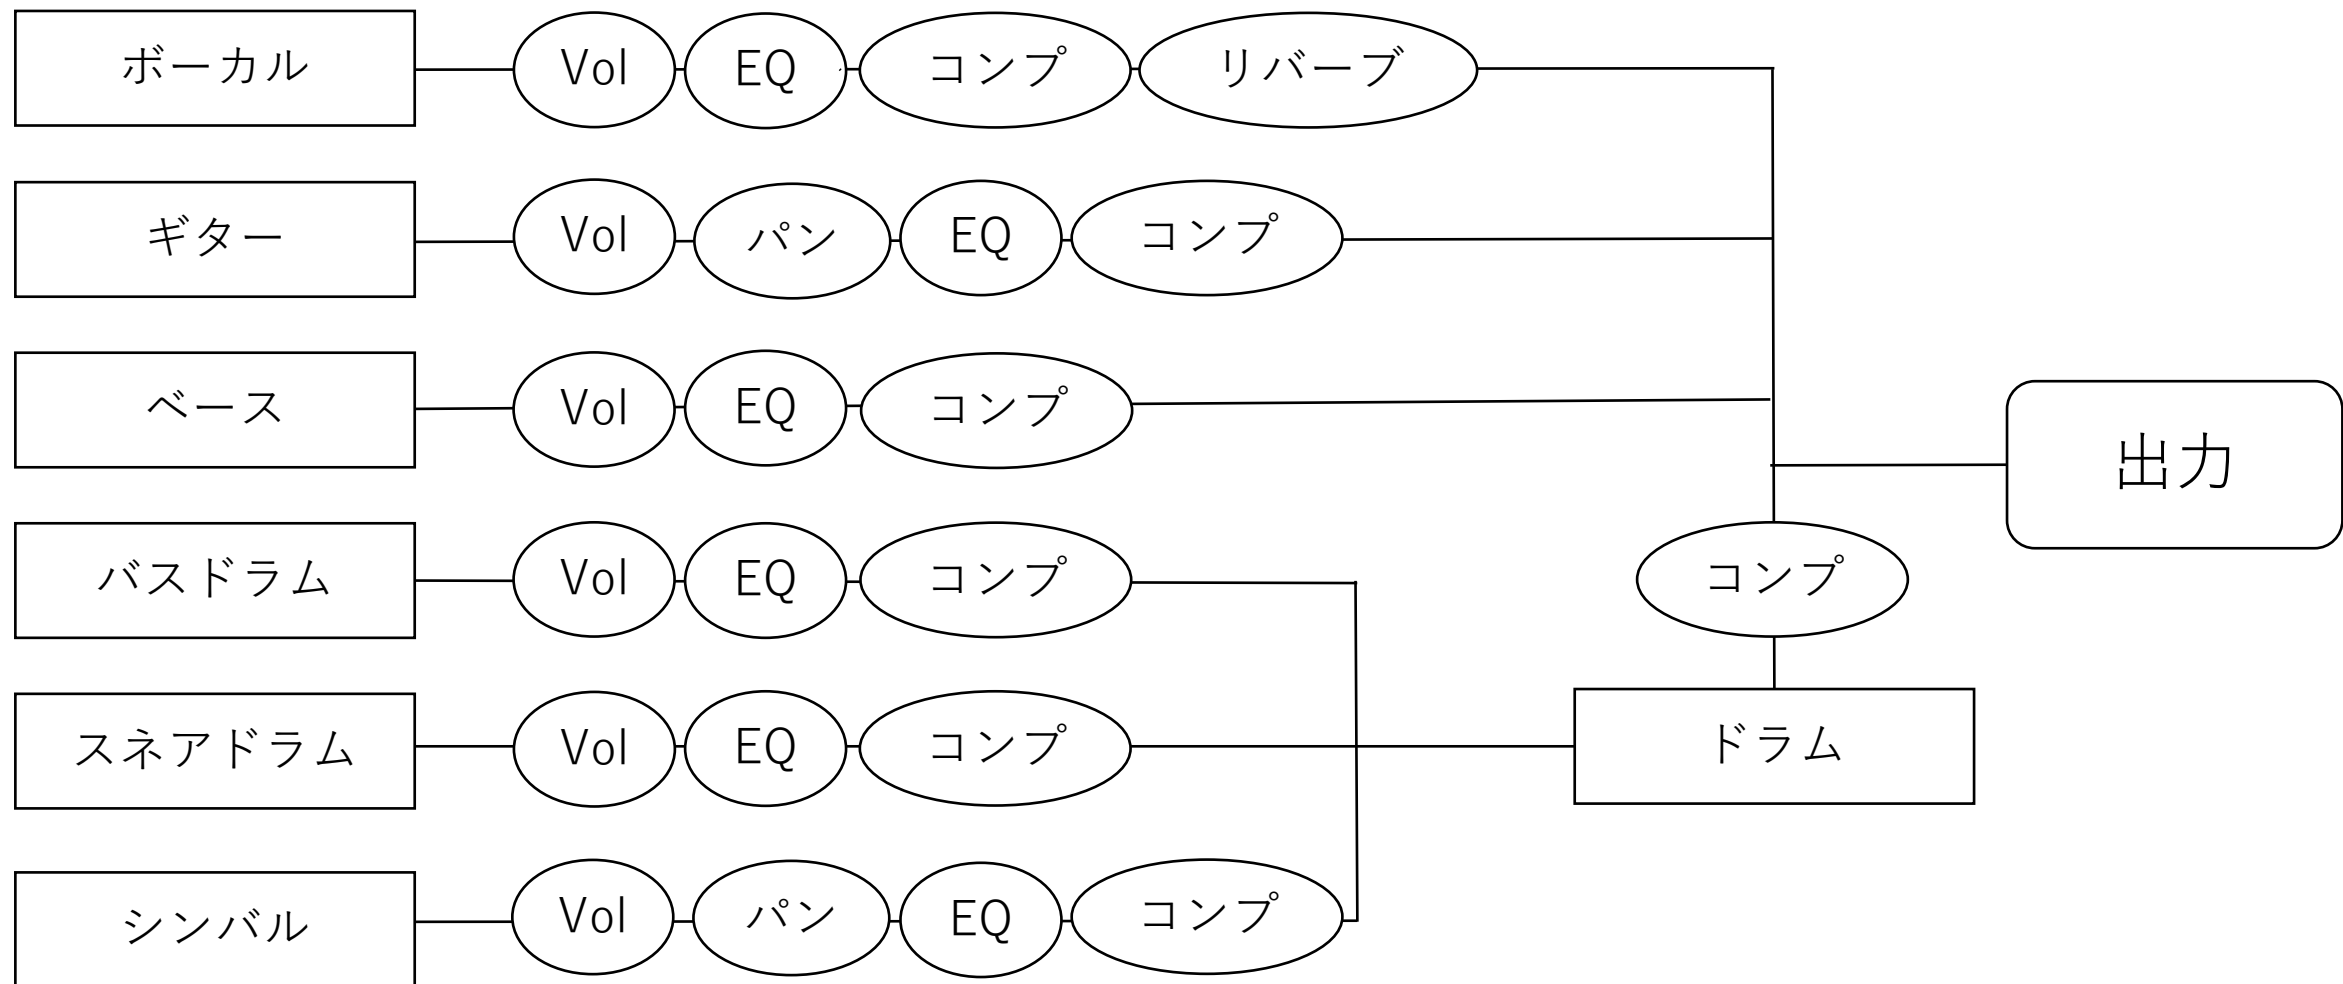 ボーカル Vol EQ コンプ リバーブ
ギター Vol パン EQ コンプ
ベース Vol EQ コンプ
出力
バスドラム Vol EQ コンプ コンプ
スネアドラム Vol EQ コンプ ドラム
シンバル Vol パン EQ コンプ